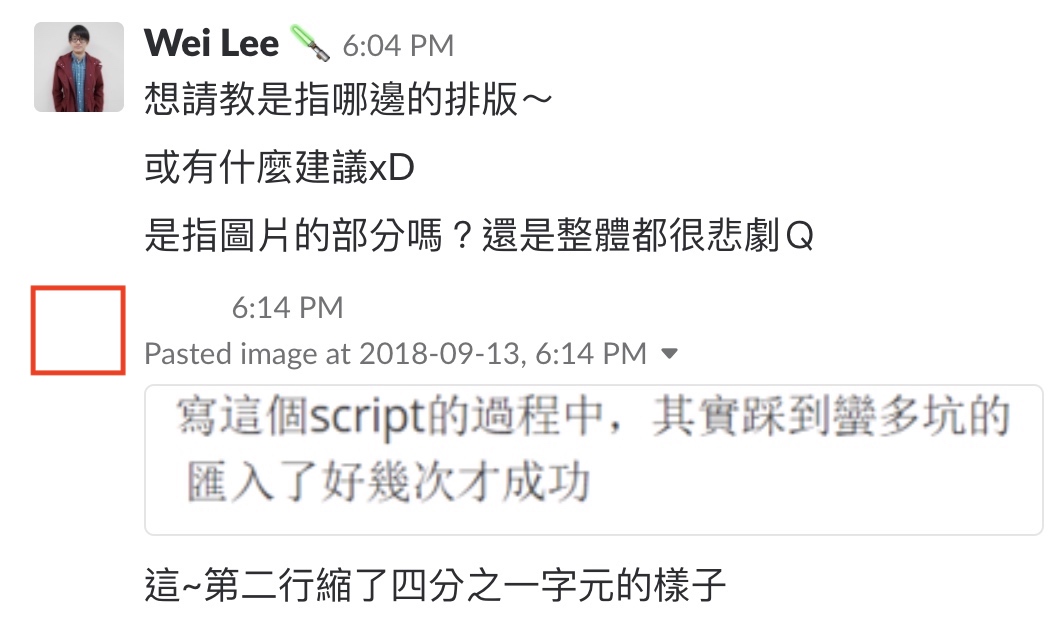 Wei Lee 6:04 PM
想請教是指哪邊的排版～
或有什麼建議xD
是指圖片的部分嗎？還是整體都很悲劇Q
6:14 PM
Pasted image at 2018-09-13, 6:14 PM
寫這個script的過程中，其實踩到蠻多坑的
匯入了好幾次才成功
這~第二行縮了四分之一字元的樣子